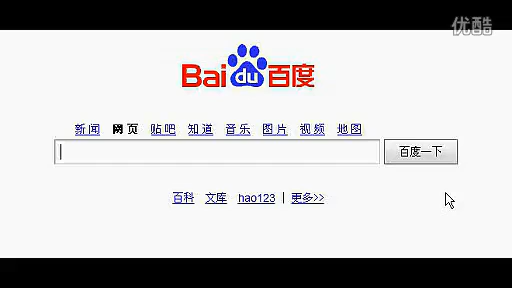 优酷
Bai du 百度
新闻 网页 贴吧 知道 音乐 图片 视频 地图
百度一下
百科 文库 hao123 | 更多>>